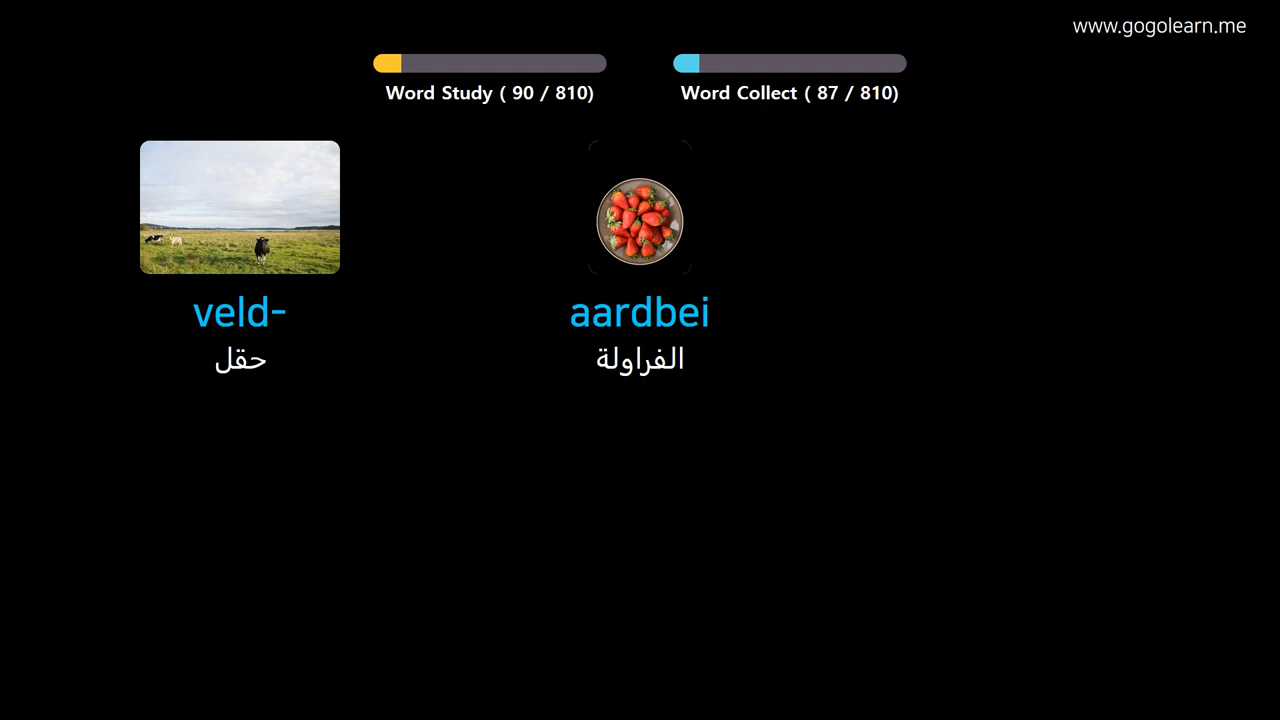 www.gogolearn.me
Word Study ( 90 / 810)
Word Collect ( 87 / 810)
veld-
حقل
aardbei
الفراولة